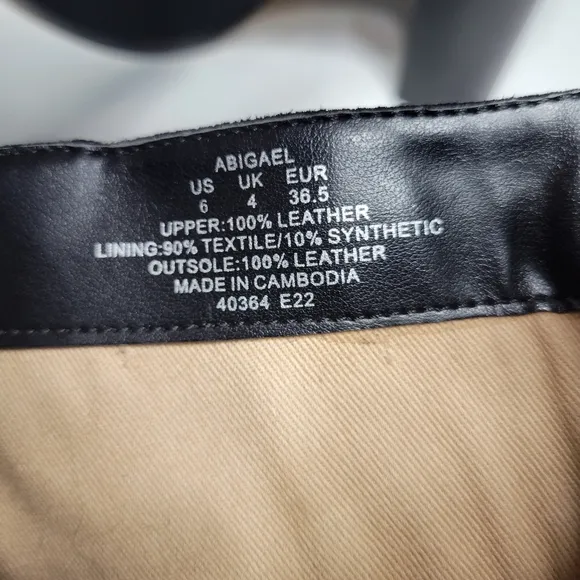 ABIGAEL
US UK EUR
6 4 36.5
UPPER:100% LEATHER
LINING:90% TEXTILE/10% SYNTHETIC
OUTSOLE:100% LEATHER
MADE IN CAMBODIA
40364 E22